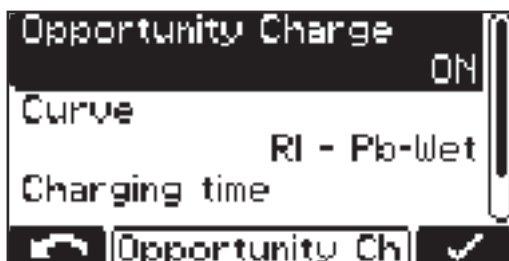 Opportunity Charge
ON
Curve
RI - Pb-Wet
Charging time
Opportunity Ch